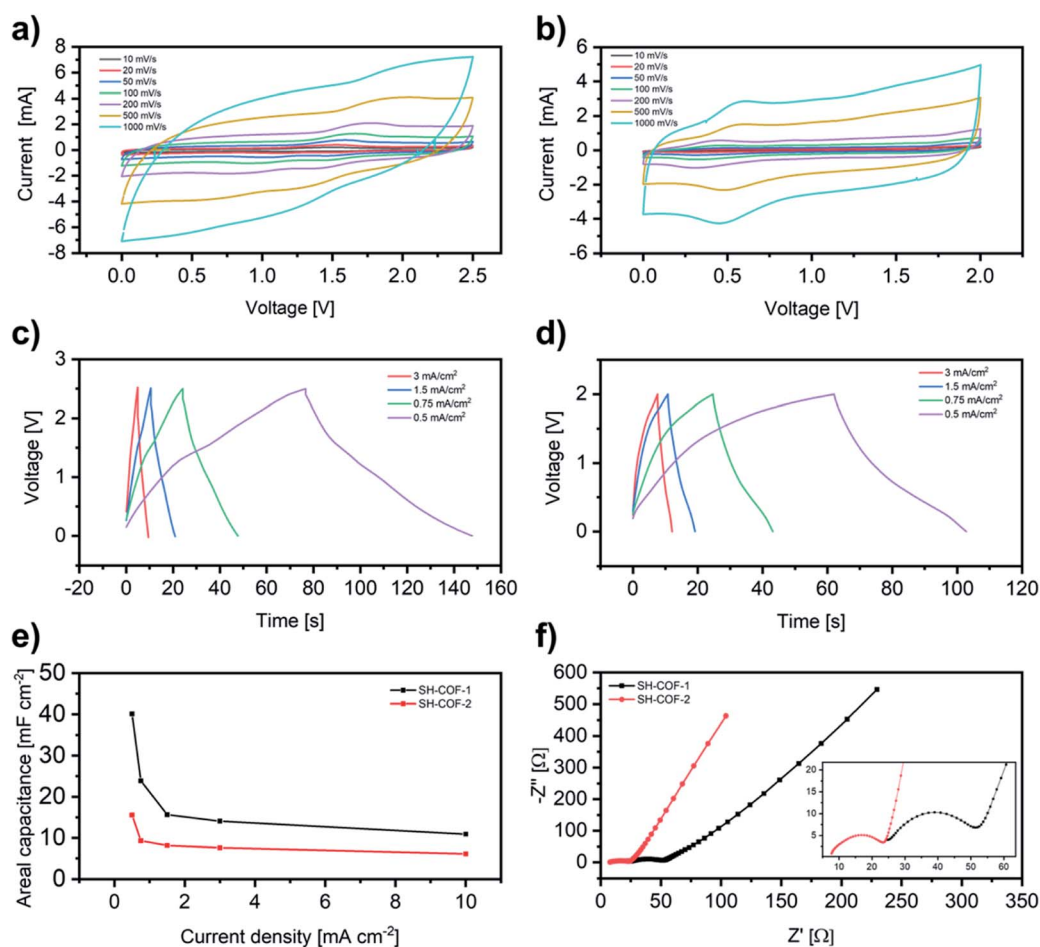 a)
8
6
4
2
0
-2
-4
-6
-8
Current [mA]
10 mV/s
20 mV/s
50 mV/s
100 mV/s
200 mV/s
500 mV/s
1000 mV/s
0.0 0.5 1.0 1.5 2.0 2.5
Voltage [V]
b)
6
4
2
0
-2
-4
-6
Current [mA]
10 mV/s
20 mV/s
50 mV/s
100 mV/s
200 mV/s
500 mV/s
1000 mV/s
0.0 0.5 1.0 1.5 2.0
Voltage [V]
c)
3
2
1
0
Voltage [V]
3 mA/cm²
1.5 mA/cm²
0.75 mA/cm²
0.5 mA/cm²
-20 0 20 40 60 80 100 120 140 160
Time [s]
d)
3
2
1
0
Voltage [V]
3 mA/cm²
1.5 mA/cm²
0.75 mA/cm²
0.5 mA/cm²
0 20 40 60 80 100 120
Time [s]
e)
50
40
30
20
10
0
Areal capacitance [mF cm⁻²]
SH-COF-1
SH-COF-2
0 2 4 6 8 10
Current density [mA cm⁻²]
f)
600
500
400
300
200
100
0
-Z'' [Ω]
SH-COF-1
SH-COF-2
20
15
10
5
0
10 20 30 40 50 60
0 50 100 150 200 250 300 350
Z' [Ω]